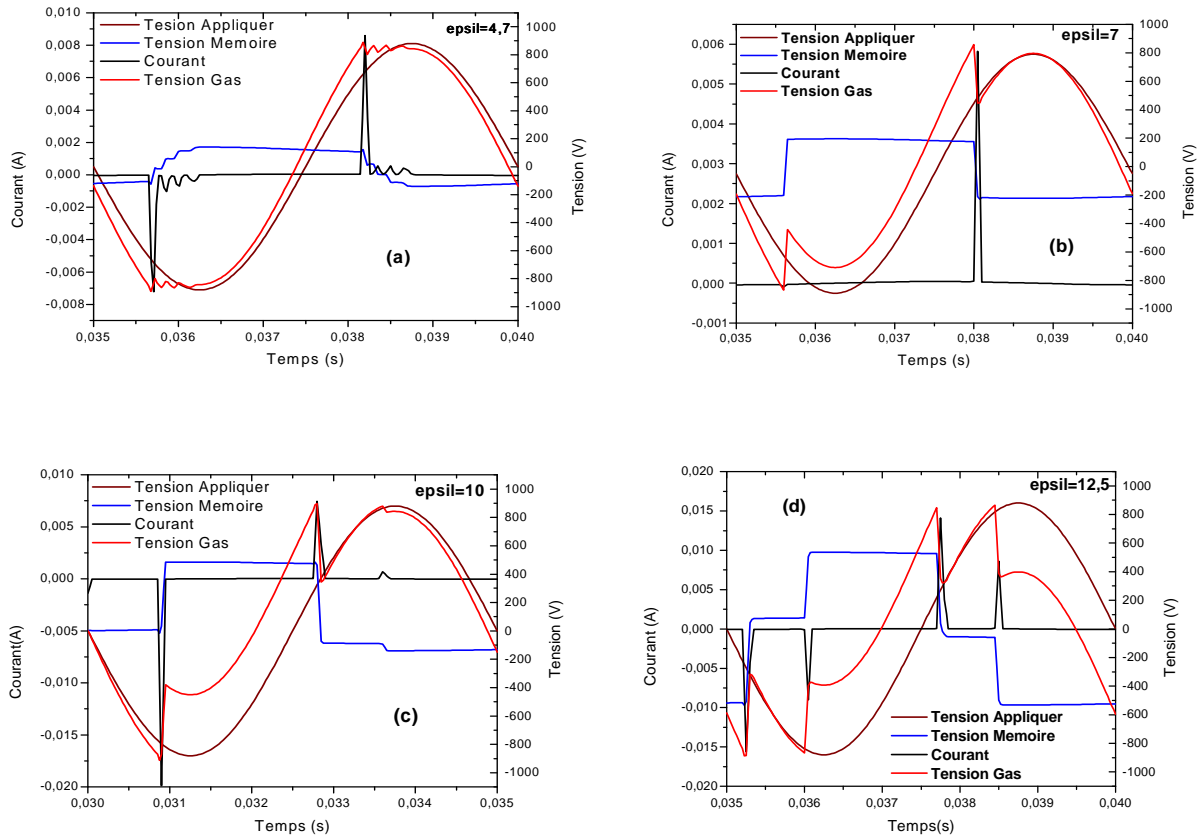 epsil=4,7
Tesion Appliquer
Tension Memoire
Courant
Tension Gas
0,010
0,008
0,006
0,004
0,002
0,000
-0,002
-0,004
-0,006
-0,008
Courant (A)
1000
800
600
400
200
0
-200
-400
-600
-800
-1000
Tension (V)
(a)
0,035
0,036
0,037
0,038
0,039
0,040
Temps (s)
epsil=7
Tension Appliquer
Tension Memoire
Courant
Tension Gas
0,006
0,005
0,004
0,003
0,002
0,001
0,000
-0,001
Courant (A)
1000
800
600
400
200
0
-200
-400
-600
-800
-1000
Tension (V)
(b)
0,035
0,036
0,037
0,038
0,039
0,040
Temps (s)
epsil=10
Tension Appliquer
Tension Memoire
Courant
Tension Gas
0,010
0,005
0,000
-0,005
-0,010
-0,015
-0,020
Courant(A)
1000
800
600
400
200
0
-200
-400
-600
-800
-1000
Tension (V)
(c)
0,030
0,031
0,032
0,033
0,034
0,035
Temps (s)
epsil=12,5
(d)
0,020
0,015
0,010
0,005
0,000
-0,005
-0,010
-0,015
-0,020
Courant (A)
1000
800
600
400
200
0
-200
-400
-600
-800
-1000
Tension (V)
Tension Appliquer
Tension Memoire
Courant
Tension Gas
0,035
0,036
0,037
0,038
0,039
0,040
Temps(s)